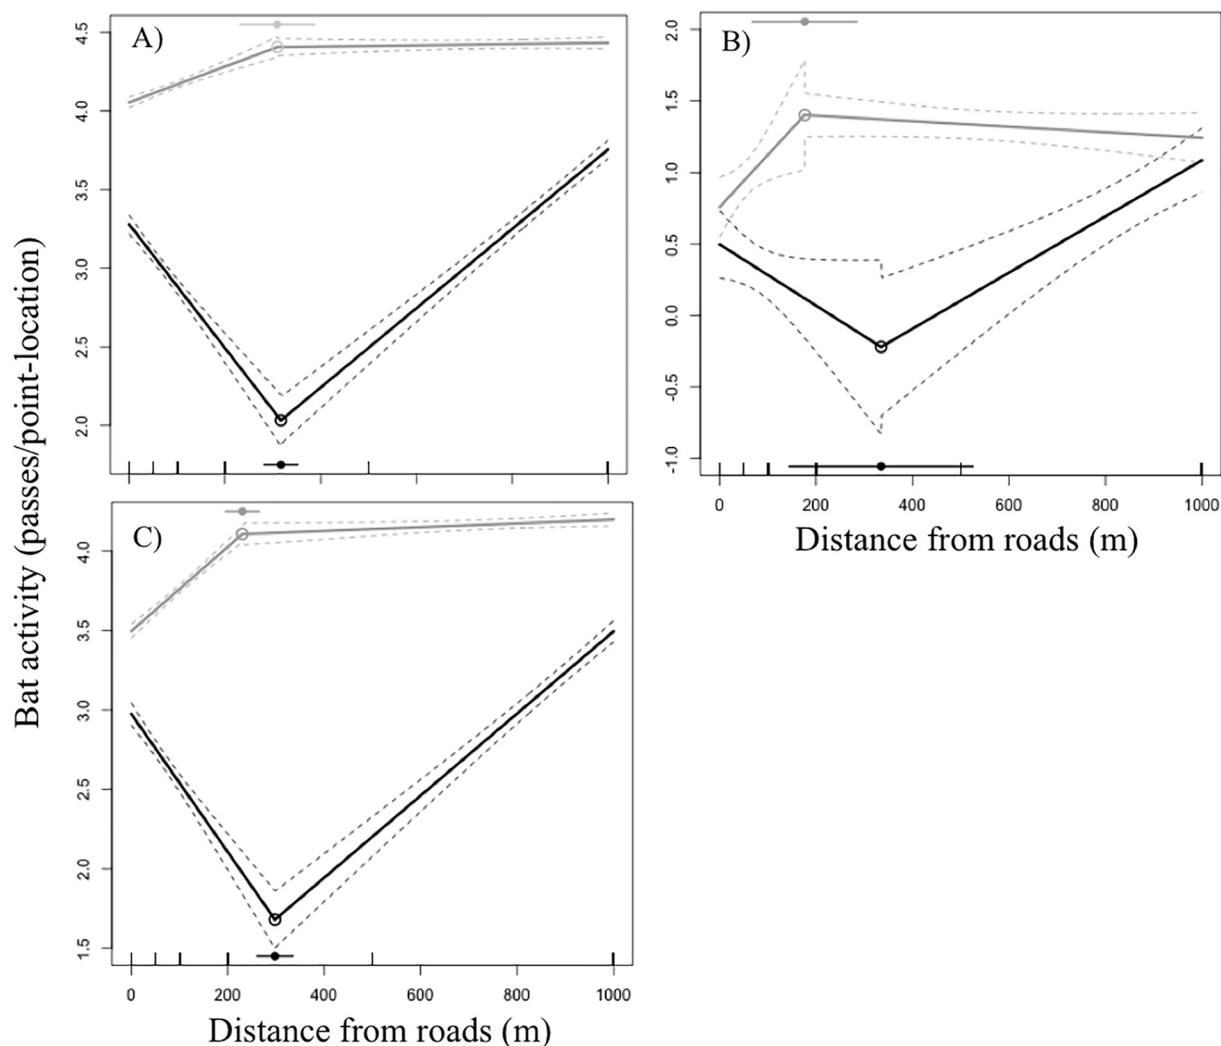 Bat activity (passes/point-location)
A)
4.5
4.0
3.5
3.0
2.5
2.0
B)
2.0
1.5
1.0
0.5
0.0
-0.5
-1.0
0 200 400 600 800 1000
Distance from roads (m)
C)
4.0
3.5
3.0
2.5
2.0
1.5
0 200 400 600 800 1000
Distance from roads (m)